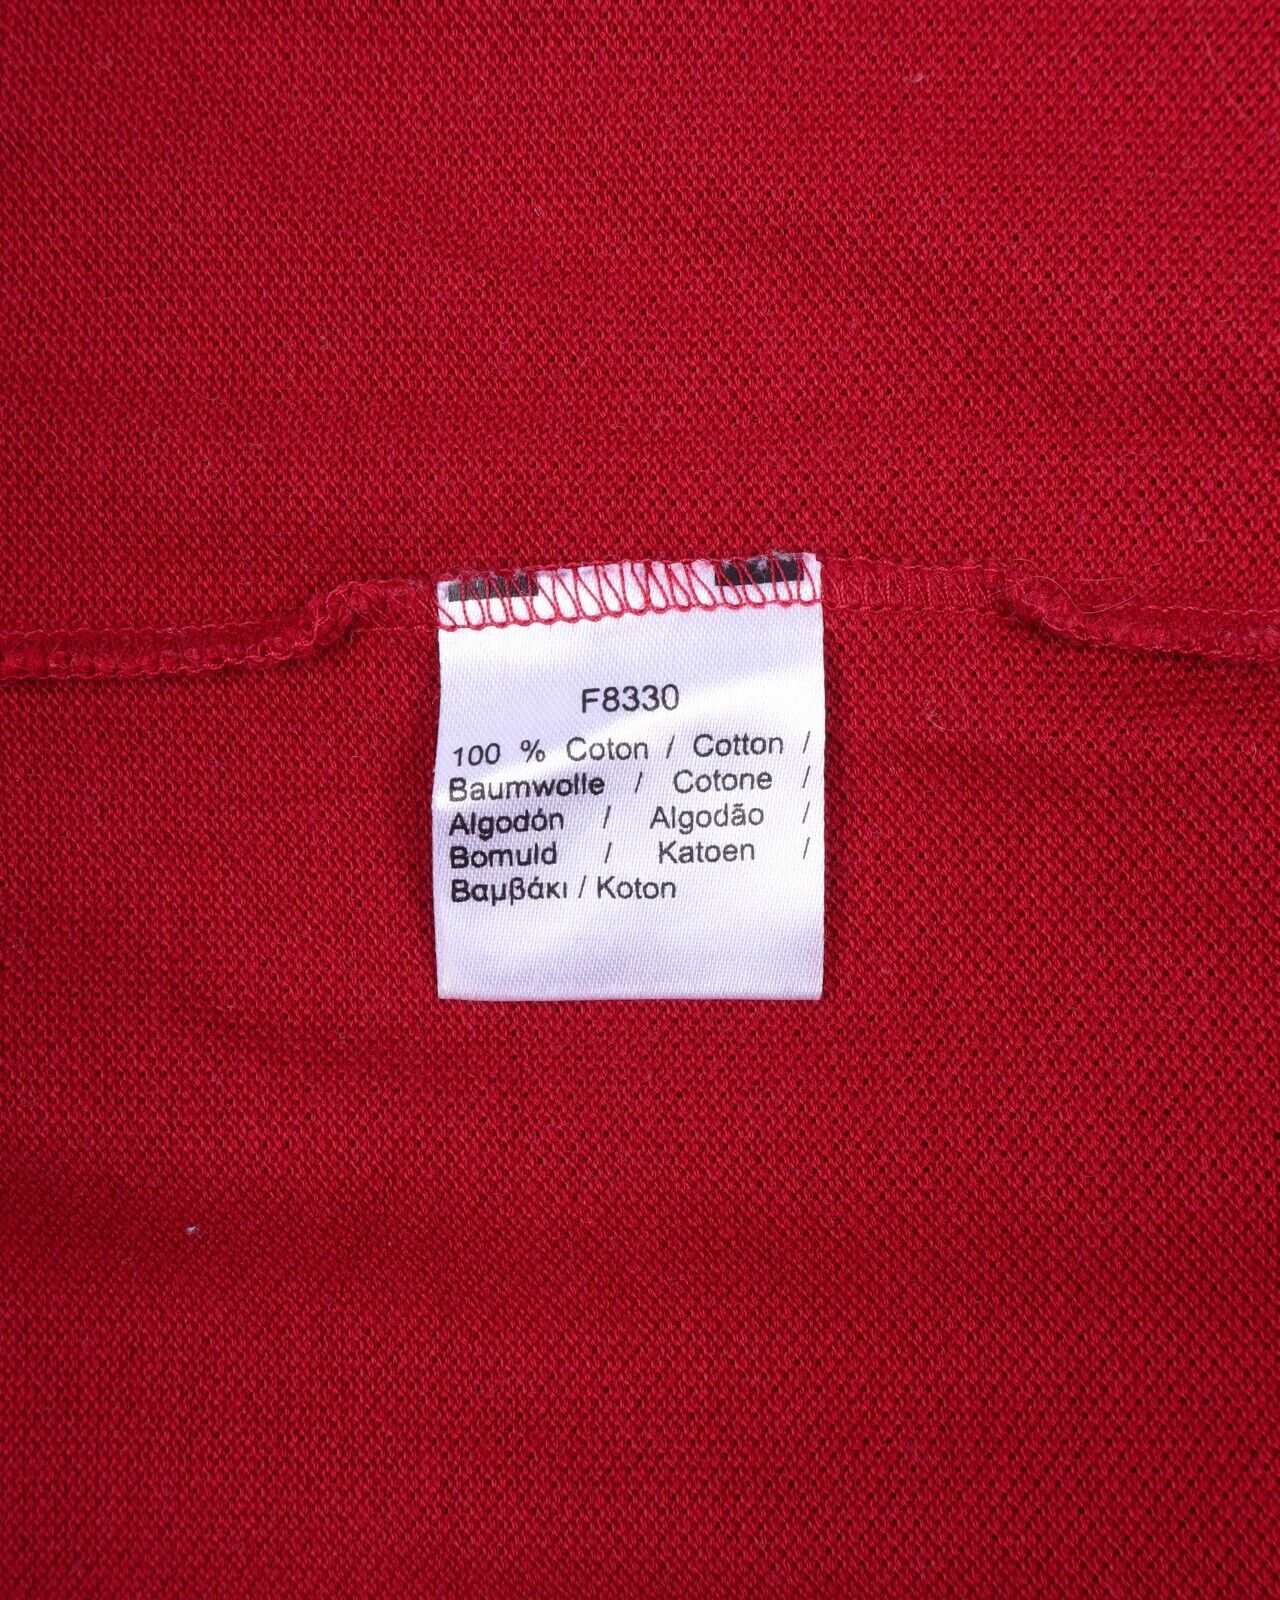 F8330
100 % Coton / Cotton /
Baumwolle / Cotone /
Algodón / Algodão /
Bomuld / Katoen /
Βαμβάκι / Koton